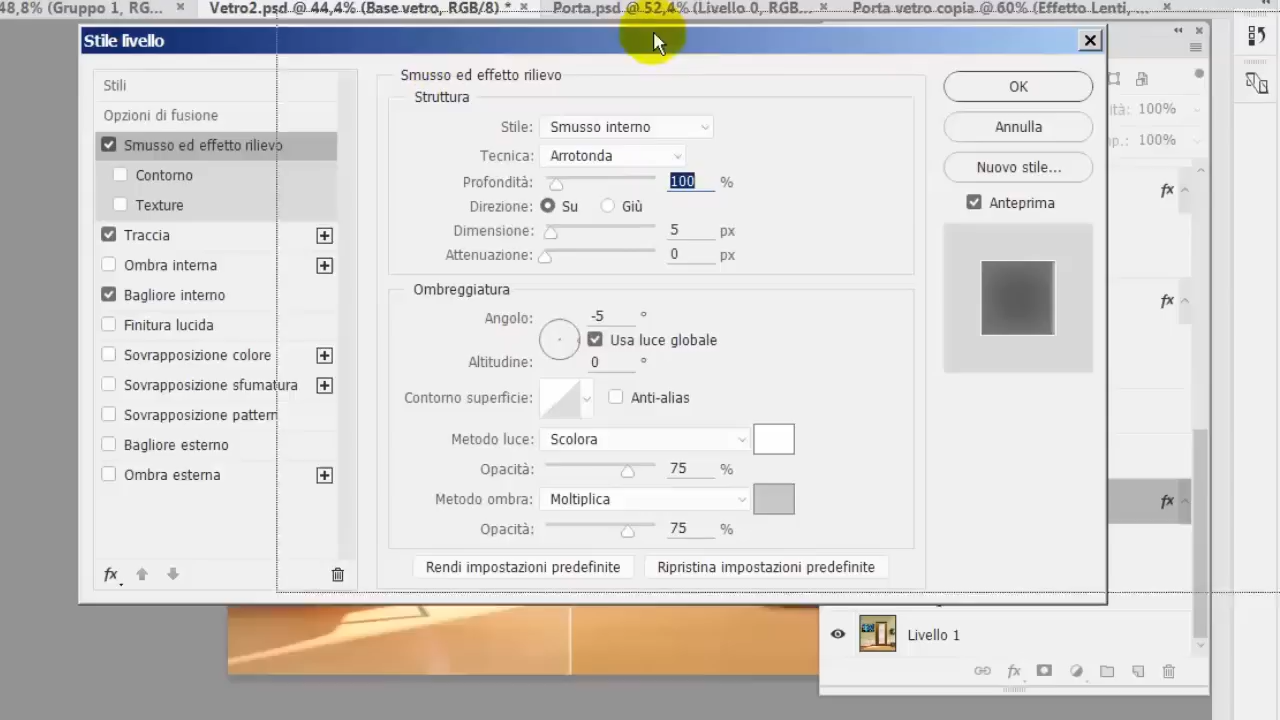 48,8% (Gruppo 1, RG... × Vetro2.psd @ 44,4% (Base vetro, RGB/8) * × Porta.psd @ 52,4% (Livello 0, RGB... × Porta vetro copia @ 60% (Effetto Lenti, ... ×
Stile livello
Stili
Opzioni di fusione
Smusso ed effetto rilievo
Contorno
Texture
Traccia
Ombra interna
Bagliore interno
Finitura lucida
Sovrapposizione colore
Sovrapposizione sfumatura
Sovrapposizione pattern
Bagliore esterno
Ombra esterna
fx
Smusso ed effetto rilievo
Struttura
Stile: Smusso interno
Tecnica: Arrotonda
Profondità: 100 %
Direzione: Su Giù
Dimensione: 5 px
Attenuazione: 0 px
Ombreggiatura
Angolo: -5 °
Usa luce globale
Altitudine: 0 °
Contorno superficie: Anti-alias
Metodo luce: Scolora
Opacità: 75 %
Metodo ombra: Moltiplica
Opacità: 75 %
Rendi impostazioni predefinite Ripristina impostazioni predefinite
OK
Annulla
Nuovo stile...
Anteprima
ità: 100%
p.: 100%
fx
fx
fx
Livello 1
fx